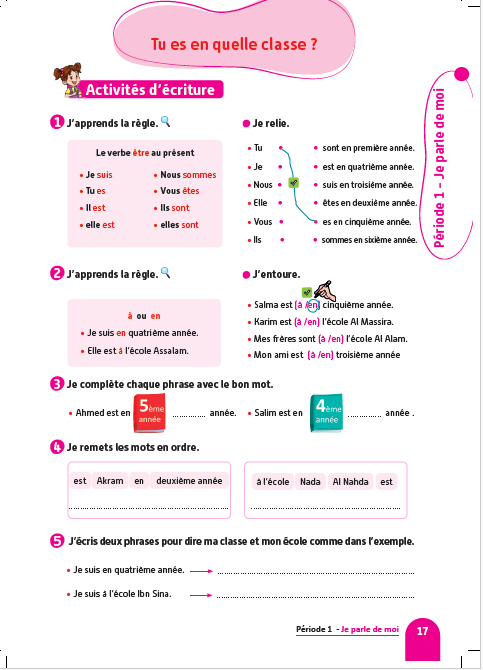 Tu es en quelle classe ?
Activités d'écriture
1 J'apprends la règle.
Le verbe être au présent
• Je suis • Nous sommes
• Tu es • Vous êtes
• Il est • Ils sont
• elle est • elles sont
• Je relie.
• Tu • • sont en première année.
• Je • • est en quatrième année.
• Nous • • suis en troisième année.
• Elle • • êtes en deuxième année.
• Vous • • es en cinquième année.
• Ils • • sommes en sixième année.
Période 1 - Je parle de moi
2 J'apprends la règle.
à ou en
• Je suis en quatrième année.
• Elle est à l'école Assalam.
• J'entoure.
• Salma est (à /en) cinquième année.
• Karim est (à /en) l'école Al Massira.
• Mes frères sont (à /en) l'école Al Alam.
• Mon ami est (à /en) troisième année
3 Je complète chaque phrase avec le bon mot.
• Ahmed est en 5ème année ............ année. • Salim est en 4ème année ............ année .
4 Je remets les mots en ordre.
est Akram en deuxième année
à l'école Nada Al Nahda est
5 J'écris deux phrases pour dire ma classe et mon école comme dans l'exemple.
• Je suis en quatrième année.
• Je suis à l'école Ibn Sina.
Période 1 - Je parle de moi 17